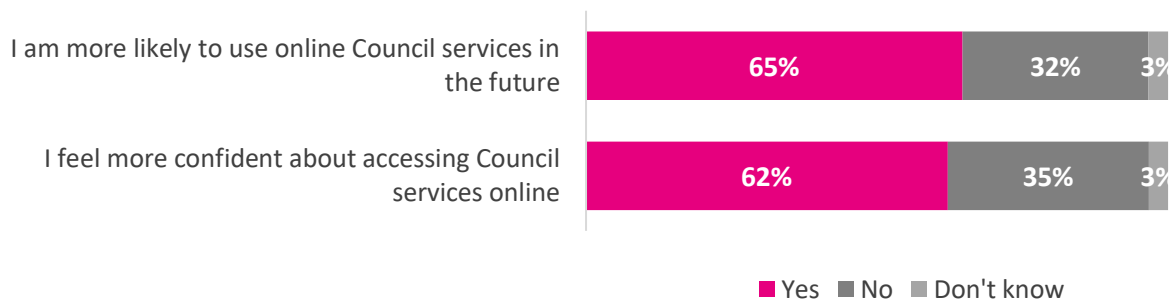 I am more likely to use online Council services in
the future
65%
32%
3%
I feel more confident about accessing Council
services online
62%
35%
3%
Yes No Don't know